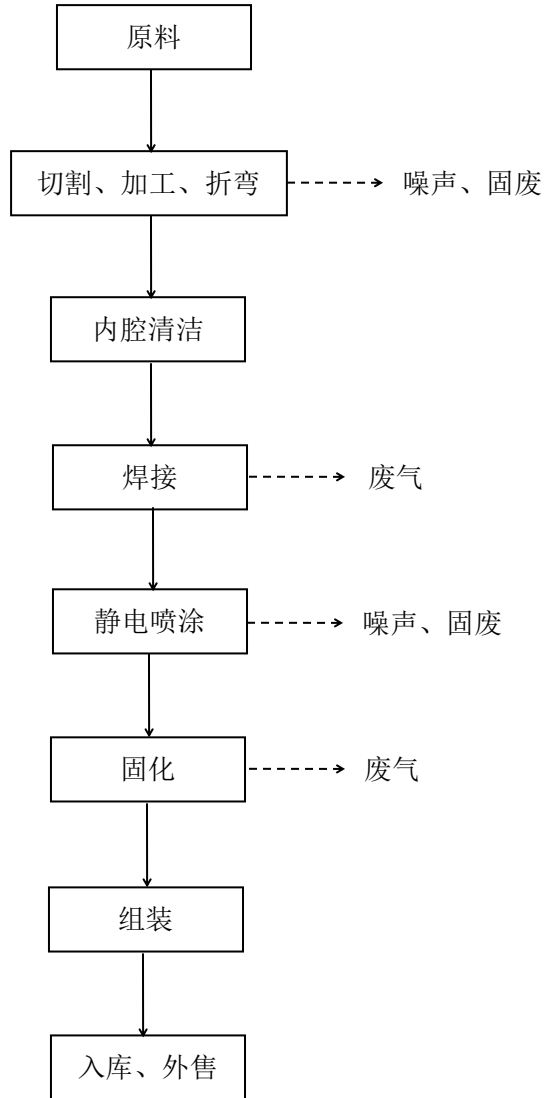 原料
切割、加工、折弯
噪声、固废
内腔清洁
焊接
废气
静电喷涂
噪声、固废
固化
废气
组装
入库、外售